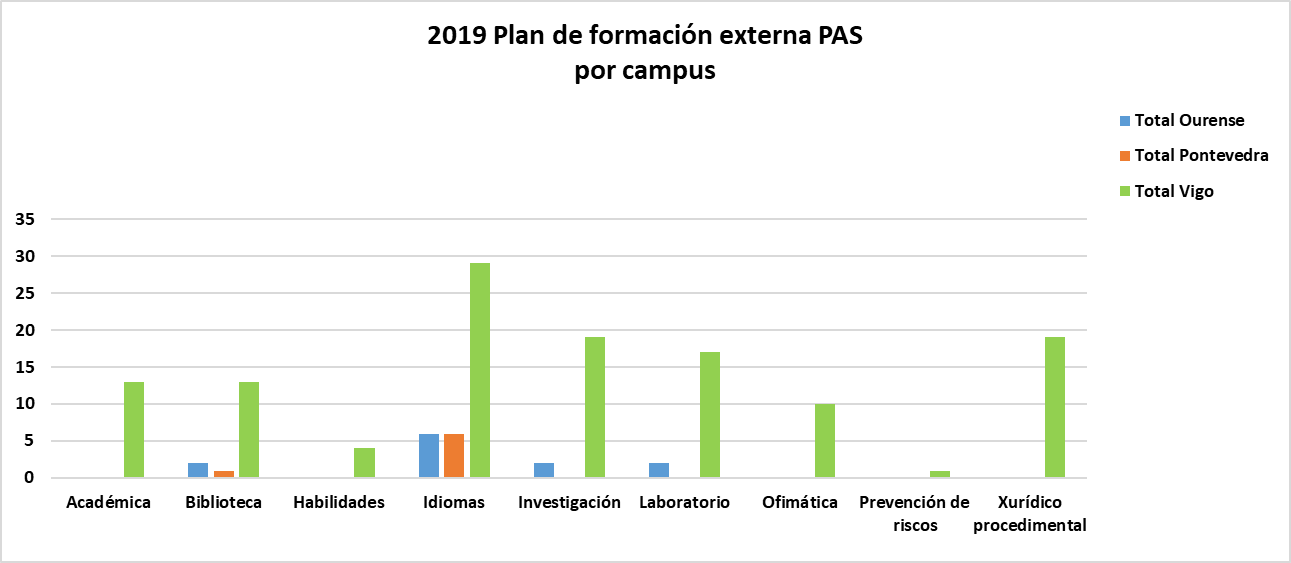 2019 Plan de formación externa PAS
por campus
Total Ourense
Total Pontevedra
Total Vigo
35
30
25
20
15
10
5
0
Académica
Biblioteca
Habilidades
Idiomas
Investigación
Laboratorio
Ofimática
Prevención de
riscos
Xurídico
procedimental